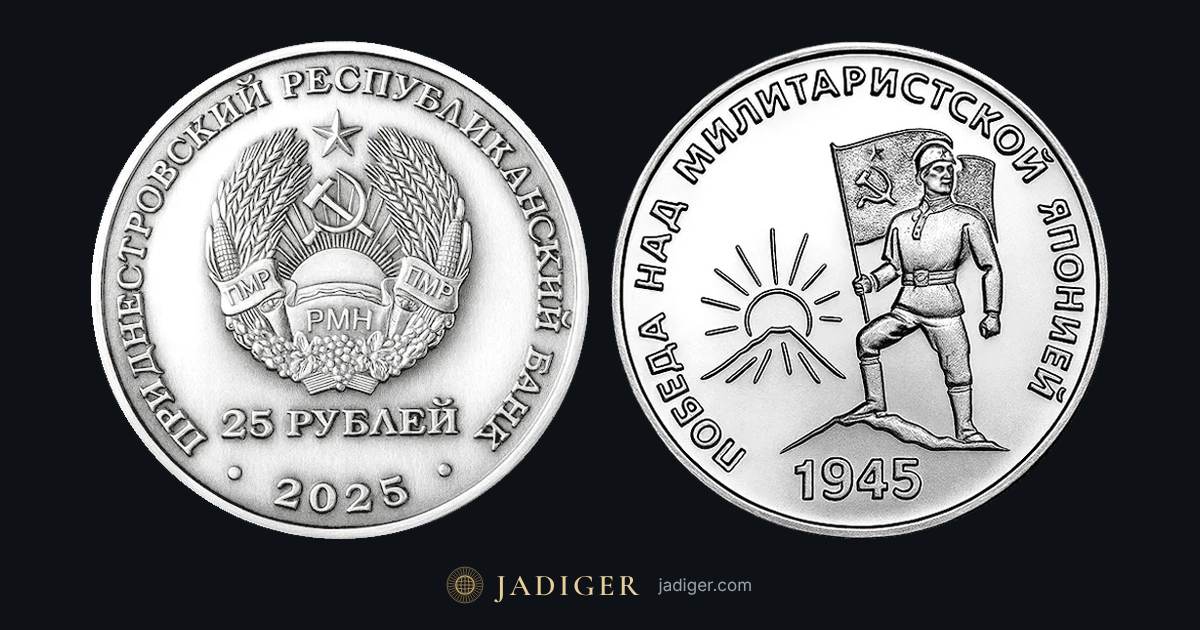 ПРИДНЕСТРОВСКИЙ РЕСПУБЛИКАНСКИЙ БАНК
ПМР
ПМР
РМН
25 РУБЛЕЙ
· 2025 ·
ПОБЕДА НАД МИЛИТАРИСТСКОЙ ЯПОНИЕЙ
1945
JADIGER
jadiger.com